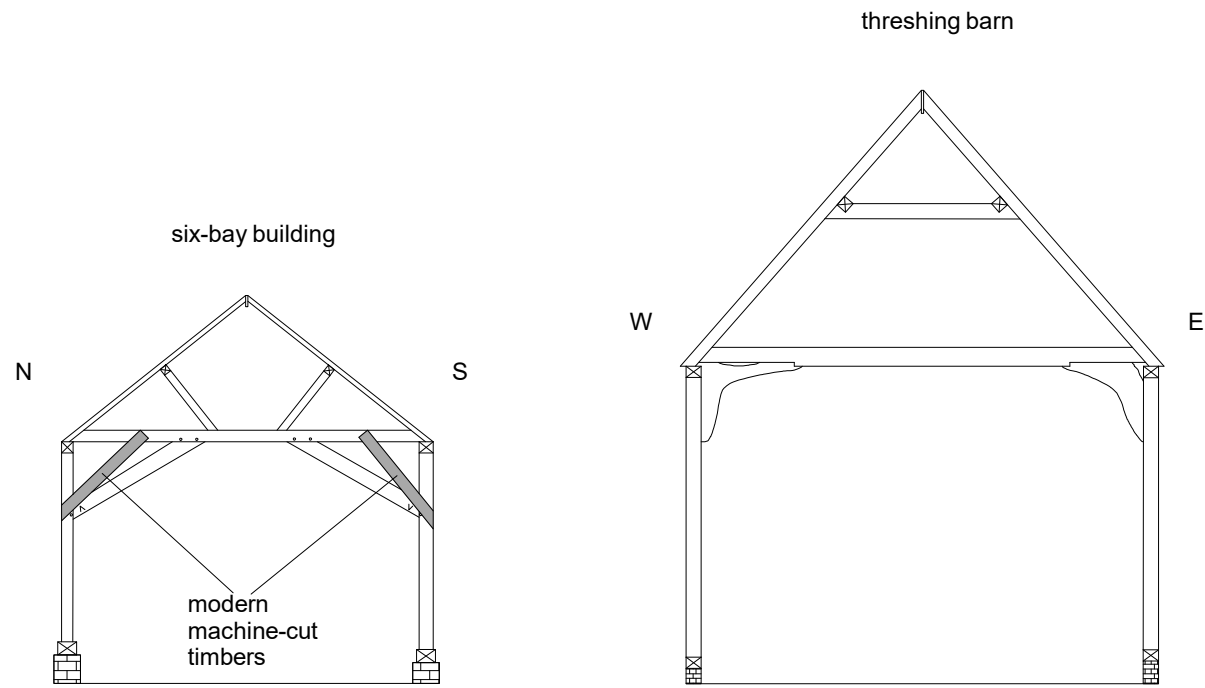 threshing barn
six-bay building
W
E
N
S
modern
machine-cut
timbers